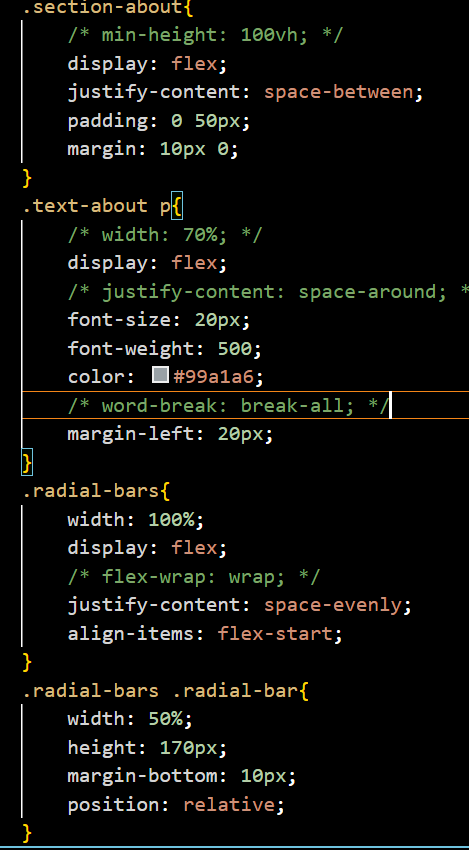 .section-about{
/* min-height: 100vh; */
display: flex;
justify-content: space-between;
padding: 0 50px;
margin: 10px 0;
}
.text-about p{
/* width: 70%; */
display: flex;
/* justify-content: space-around; *
font-size: 20px;
font-weight: 500;
color: #99a1a6;
/* word-break: break-all; */
margin-left: 20px;
}
.radial-bars{
width: 100%;
display: flex;
/* flex-wrap: wrap; */
justify-content: space-evenly;
align-items: flex-start;
}
.radial-bars .radial-bar{
width: 50%;
height: 170px;
margin-bottom: 10px;
position: relative;
}